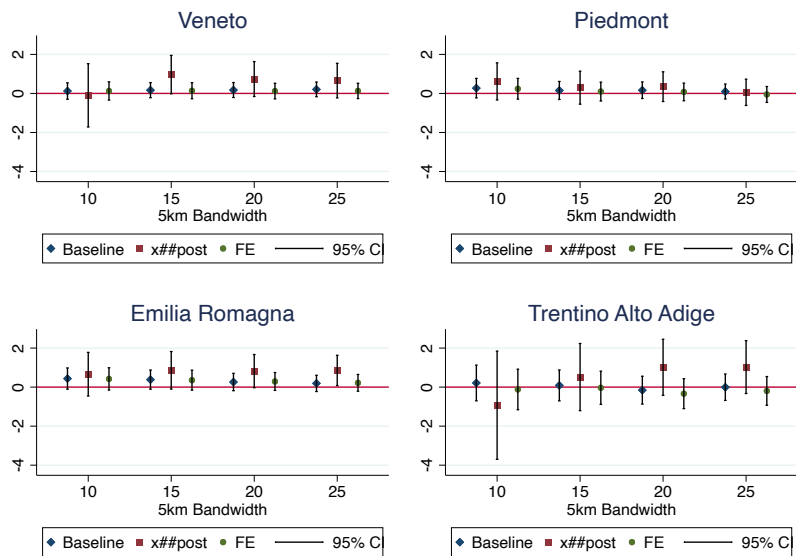 Veneto
2
0
-2
-4
10 15 20 25
5km Bandwidth
Baseline x##post FE 95% CI
Piedmont
2
0
-2
-4
10 15 20 25
5km Bandwidth
Baseline x##post FE 95% CI
Emilia Romagna
2
0
-2
-4
10 15 20 25
5km Bandwidth
Baseline x##post FE 95% CI
Trentino Alto Adige
2
0
-2
-4
10 15 20 25
5km Bandwidth
Baseline x##post FE 95% CI